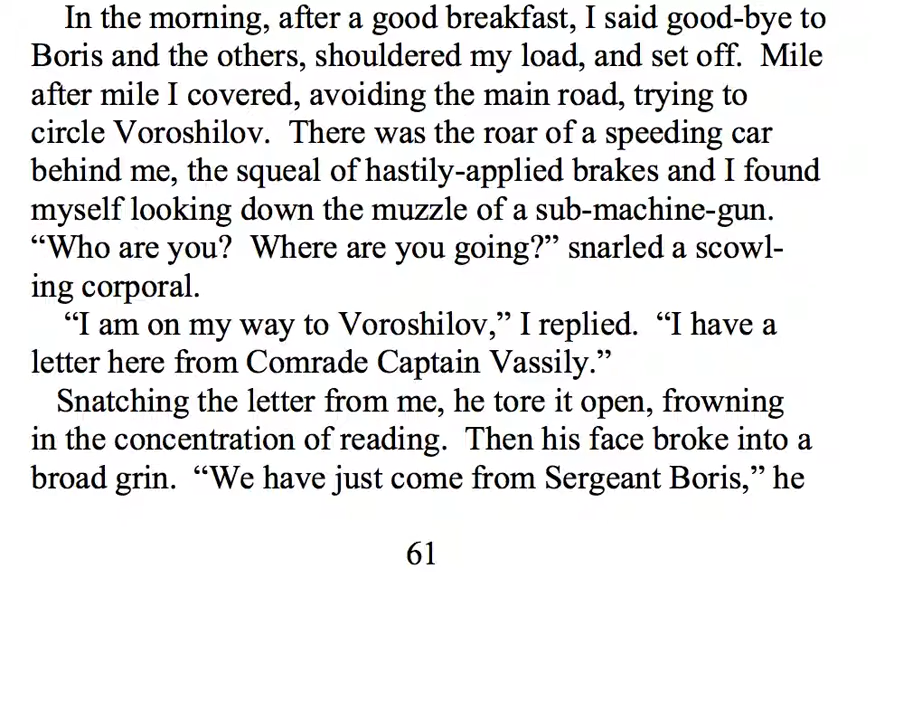 In the morning, after a good breakfast, I said good-bye to
Boris and the others, shouldered my load, and set off.  Mile
after mile I covered, avoiding the main road, trying to
circle Voroshilov.  There was the roar of a speeding car
behind me, the squeal of hastily-applied brakes and I found
myself looking down the muzzle of a sub-machine-gun.
“Who are you?  Where are you going?” snarled a scowl-
ing corporal.
“I am on my way to Voroshilov,” I replied.  “I have a
letter here from Comrade Captain Vassily.”
Snatching the letter from me, he tore it open, frowning
in the concentration of reading.  Then his face broke into a
broad grin.  “We have just come from Sergeant Boris,” he
61